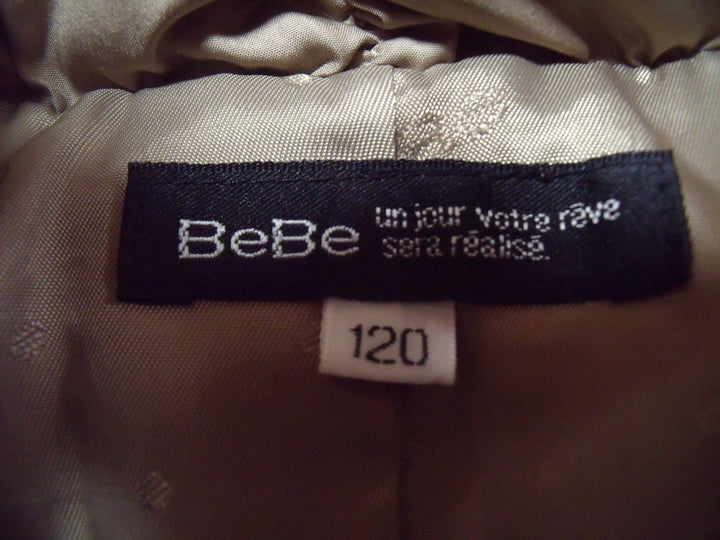 BeBe un jour votre rêve
sera réalisé.
120